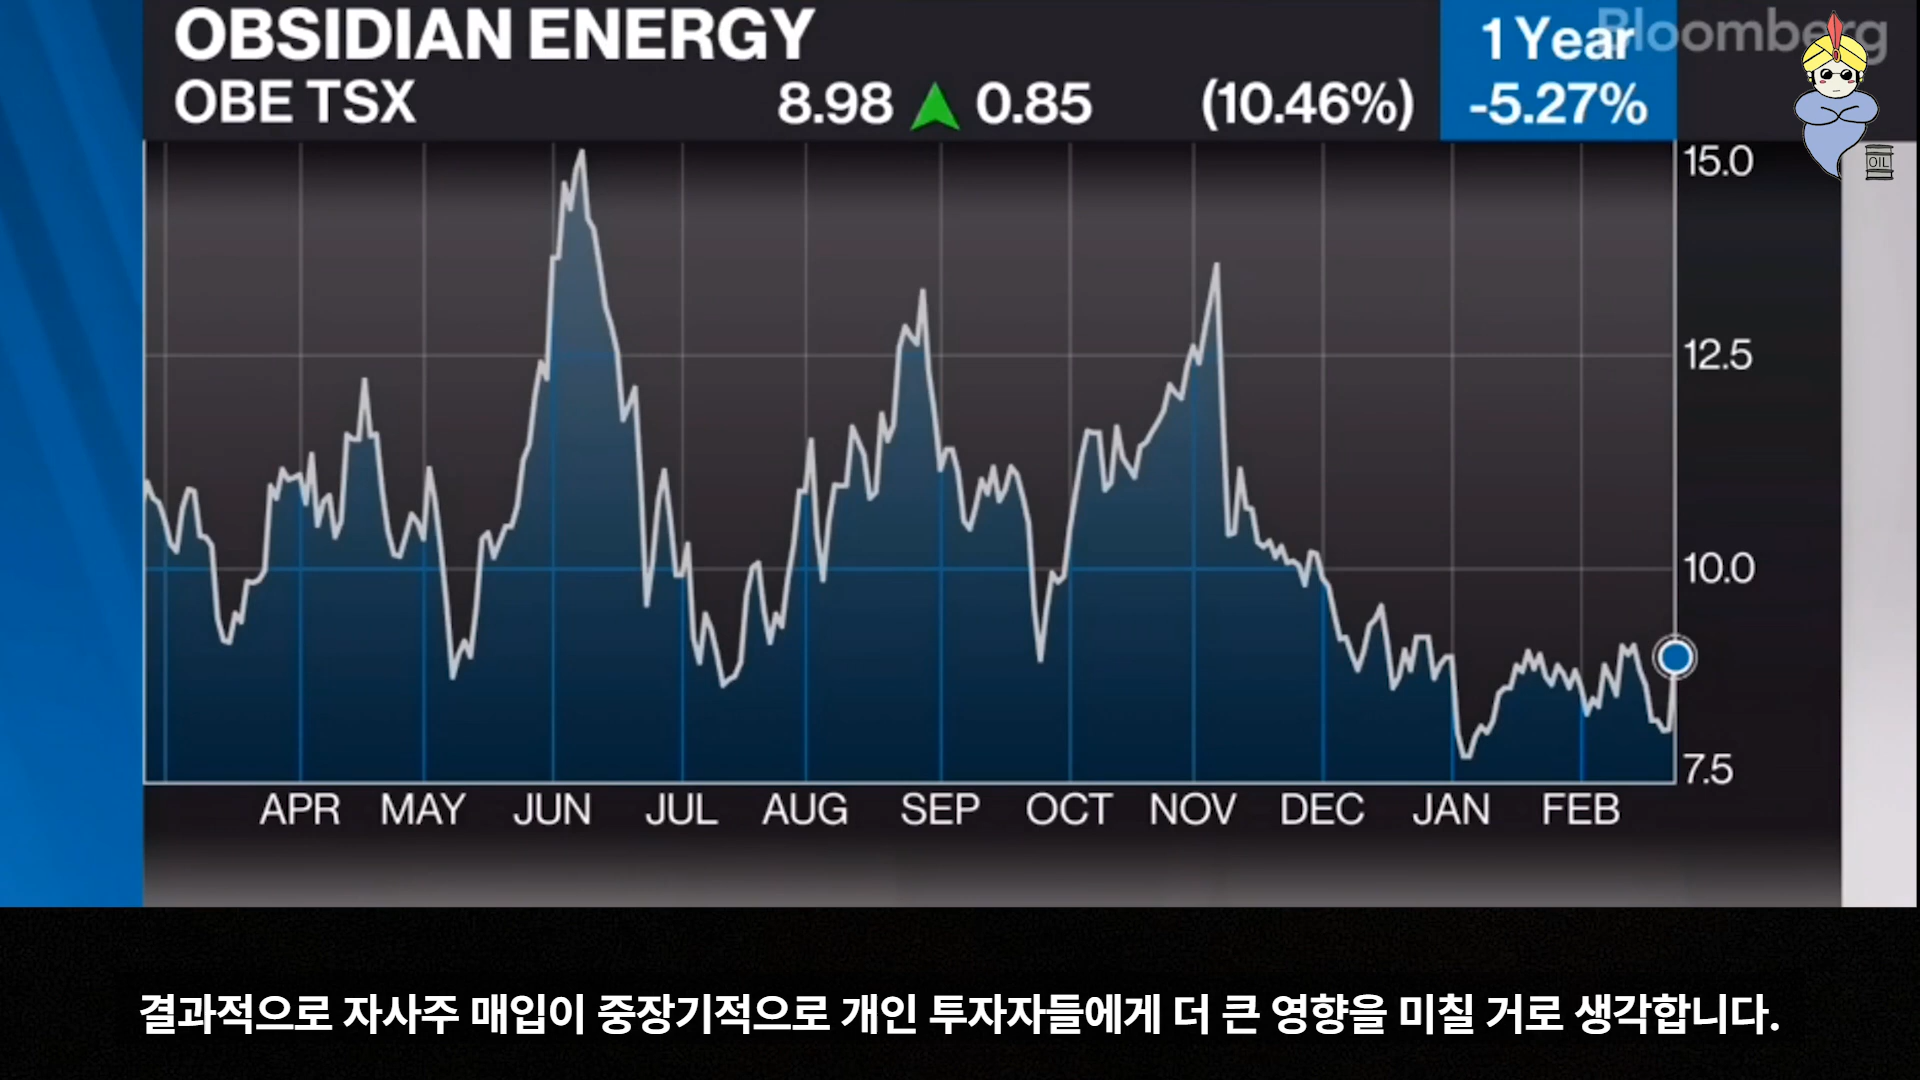 OBSIDIAN ENERGY
OBE TSX
8.98 ▲ 0.85 (10.46%)
1 Year
-5.27%
Bloomberg
OIL
15.0
12.5
10.0
7.5
APR MAY JUN JUL AUG SEP OCT NOV DEC JAN FEB
결과적으로 자사주 매입이 중장기적으로 개인 투자자들에게 더 큰 영향을 미칠 거로 생각합니다.